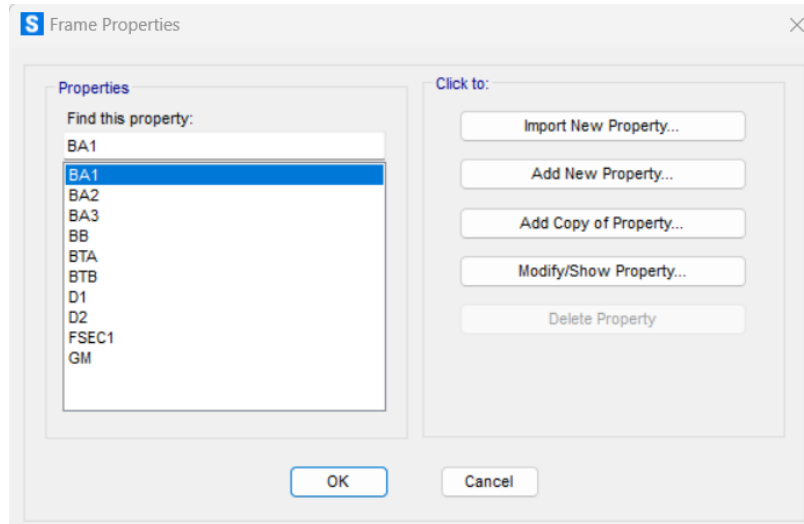 S Frame Properties
Properties
Find this property:
BA1
BA1
BA2
BA3
BB
BTA
BTB
D1
D2
FSEC1
GM
Click to:
Import New Property...
Add New Property...
Add Copy of Property...
Modify/Show Property...
Delete Property
OK
Cancel